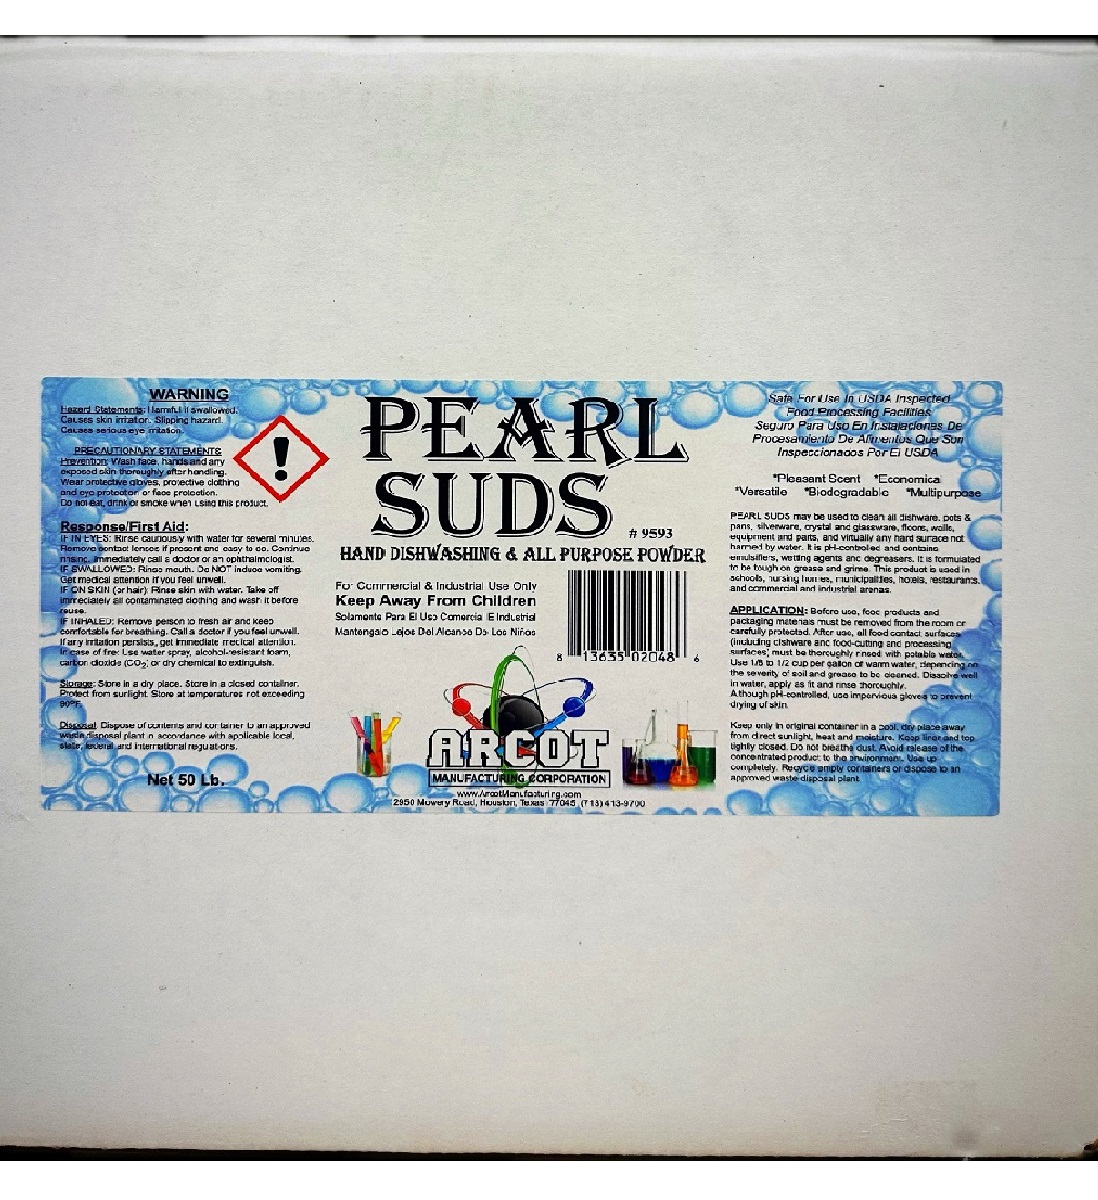 WARNING
Hazard Statements: Harmful if swallowed.
Causes skin irritation. Slipping hazard.
Causes serious eye irritation.
PRECAUTIONARY STATEMENTS
Prevention: Wash face, hands and any
exposed skin thoroughly after handling.
Wear protective gloves, protective clothing
and eye protection or face protection.
Do not eat, drink or smoke when using this product.
Response/First Aid:
IF IN EYES: Rinse cautiously with water for several minutes.
Remove contact lenses if present and easy to do. Continue
rinsing. Immediately call a doctor or an ophthalmologist.
IF SWALLOWED: Rinse mouth. Do NOT induce vomiting.
Get medical attention if you feel unwell.
IF ON SKIN (or hair): Rinse skin with water. Take off
immediately all contaminated clothing and wash it before
reuse.
IF INHALED: Remove person to fresh air and keep
comfortable for breathing. Call a doctor if you feel unwell.
If any irritation persists, get immediate medical attention.
In case of fire: Use water spray, alcohol-resistant foam,
carbon dioxide (CO2) or dry chemical to extinguish.
Storage: Store in a dry place. Store in a closed container.
Protect from sunlight. Store at temperatures not exceeding
90°F.
Disposal: Dispose of contents and container to an approved
waste disposal plant in accordance with applicable local,
state, federal and international regulations.
Net 50 Lb.
PEARL
SUDS
# 9593
HAND DISHWASHING & ALL PURPOSE POWDER
For Commercial & Industrial Use Only
Keep Away From Children
Solamente Para El Uso Comercial E Industrial
Mantengalo Lejos Del Alcance De Los Niños
8 13635 02048 6
ARCOT
MANUFACTURING CORPORATION
www.ArcotManufacturing.com
2950 Mowery Road, Houston, Texas 77045 (713) 413-9700
Safe For Use In USDA Inspected
Food Processing Facilities
Seguro Para Uso En Instalaciones De
Procesamiento De Alimentos Que Son
Inspeccionados Por El USDA
*Pleasant Scent *Economical
*Versatile *Biodegradable *Multipurpose
PEARL SUDS may be used to clean all dishware, pots &
pans, silverware, crystal and glassware, floors, walls,
equipment and parts, and virtually any hard surface not
harmed by water. It is pH-controlled and contains
emulsifiers, wetting agents and degreasers. It is formulated
to be tough on grease and grime. This product is used in
schools, nursing homes, municipalities, hotels, restaurants,
and commercial and industrial arenas.
APPLICATION: Before use, food products and
packaging materials must be removed from the room or
carefully protected. After use, all food contact surfaces
(including dishware and food-cutting and processing
surfaces) must be thoroughly rinsed with potable water.
Use 1/8 to 1/2 cup per gallon of warm water, depending on
the severity of soil and grease to be cleaned. Dissolve well
in water, apply as fit and rinse thoroughly.
Although pH-controlled, use impervious gloves to prevent
drying of skin.
Keep only in original container in a cool, dry place away
from direct sunlight, heat and moisture. Keep liner and top
tightly closed. Do not breathe dust. Avoid release of the
concentrated product to the environment. Use up
completely. Recycle empty containers or dispose to an
approved waste disposal plant.